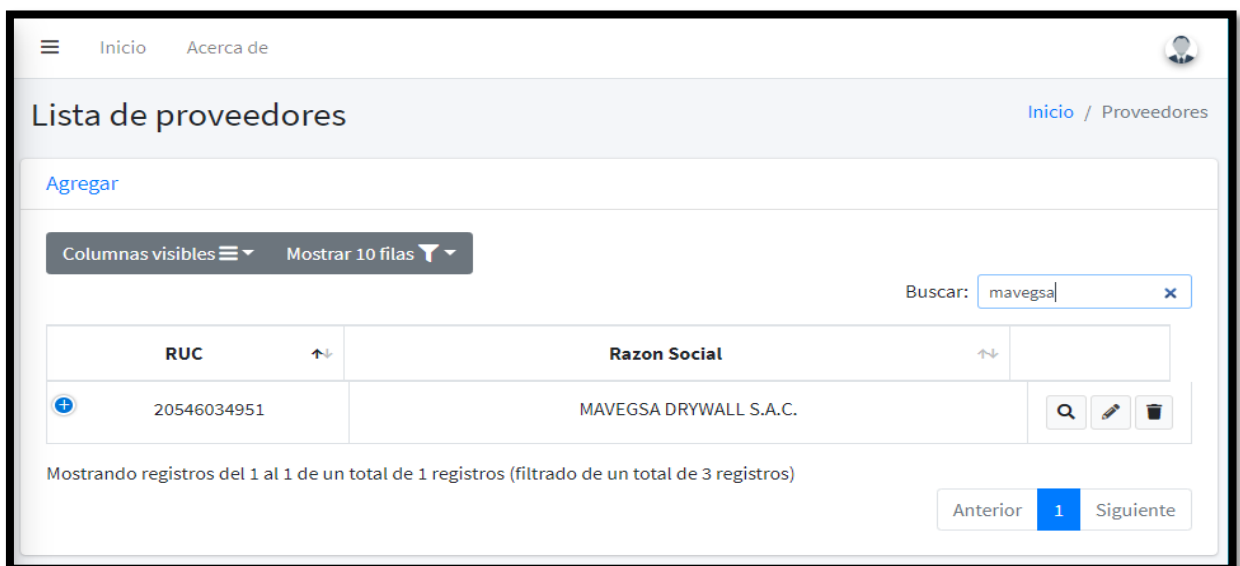 Inicio Acerca de
Lista de proveedores
Inicio / Proveedores
Agregar
Columnas visibles Mostrar 10 filas
Buscar: mavegsa
RUC Razon Social
20546034951 MAVEGSA DRYWALL S.A.C.
Mostrando registros del 1 al 1 de un total de 1 registros (filtrado de un total de 3 registros)
Anterior 1 Siguiente